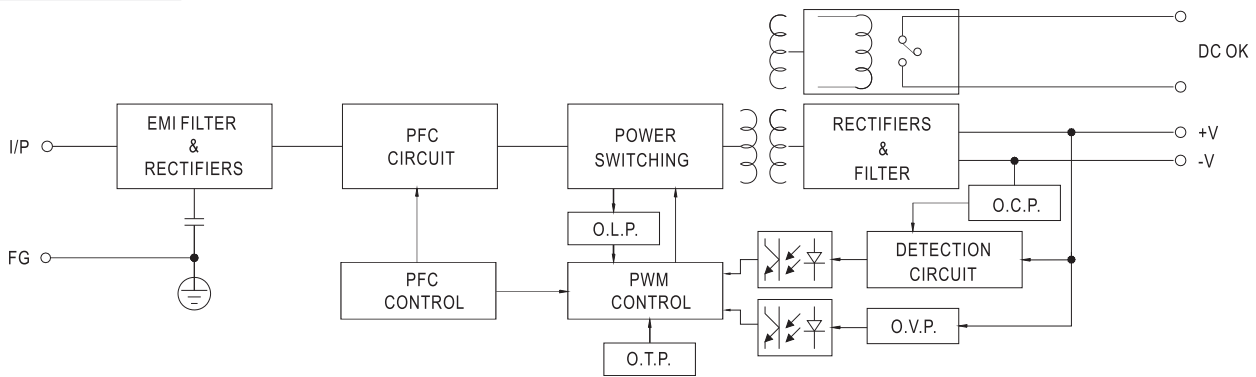 DC OK
I/P
EMI FILTER
&
RECTIFIERS
PFC
CIRCUIT
POWER
SWITCHING
RECTIFIERS
&
FILTER
+V
-V
O.C.P.
O.L.P.
DETECTION
CIRCUIT
FG
PFC
CONTROL
PWM
CONTROL
O.V.P.
O.T.P.